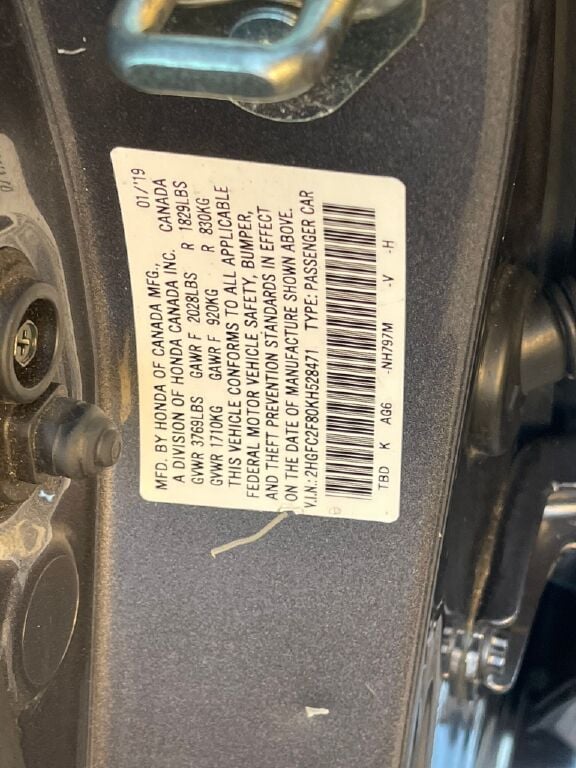 MFD. BY HONDA OF CANADA MFG., 01/'19
A DIVISION OF HONDA CANADA INC. CANADA
GVWR 3769LBS GAWR F 2028LBS R 1829LBS
GVWR 1710KG GAWR F 920KG R 830KG
THIS VEHICLE CONFORMS TO ALL APPLICABLE
FEDERAL MOTOR VEHICLE SAFETY, BUMPER,
AND THEFT PREVENTION STANDARDS IN EFFECT
ON THE DATE OF MANUFACTURE SHOWN ABOVE.
V.I.N.: 2HGFC2F80KH528471 TYPE: PASSENGER CAR
TBD K AG6 -NH797M -V -H